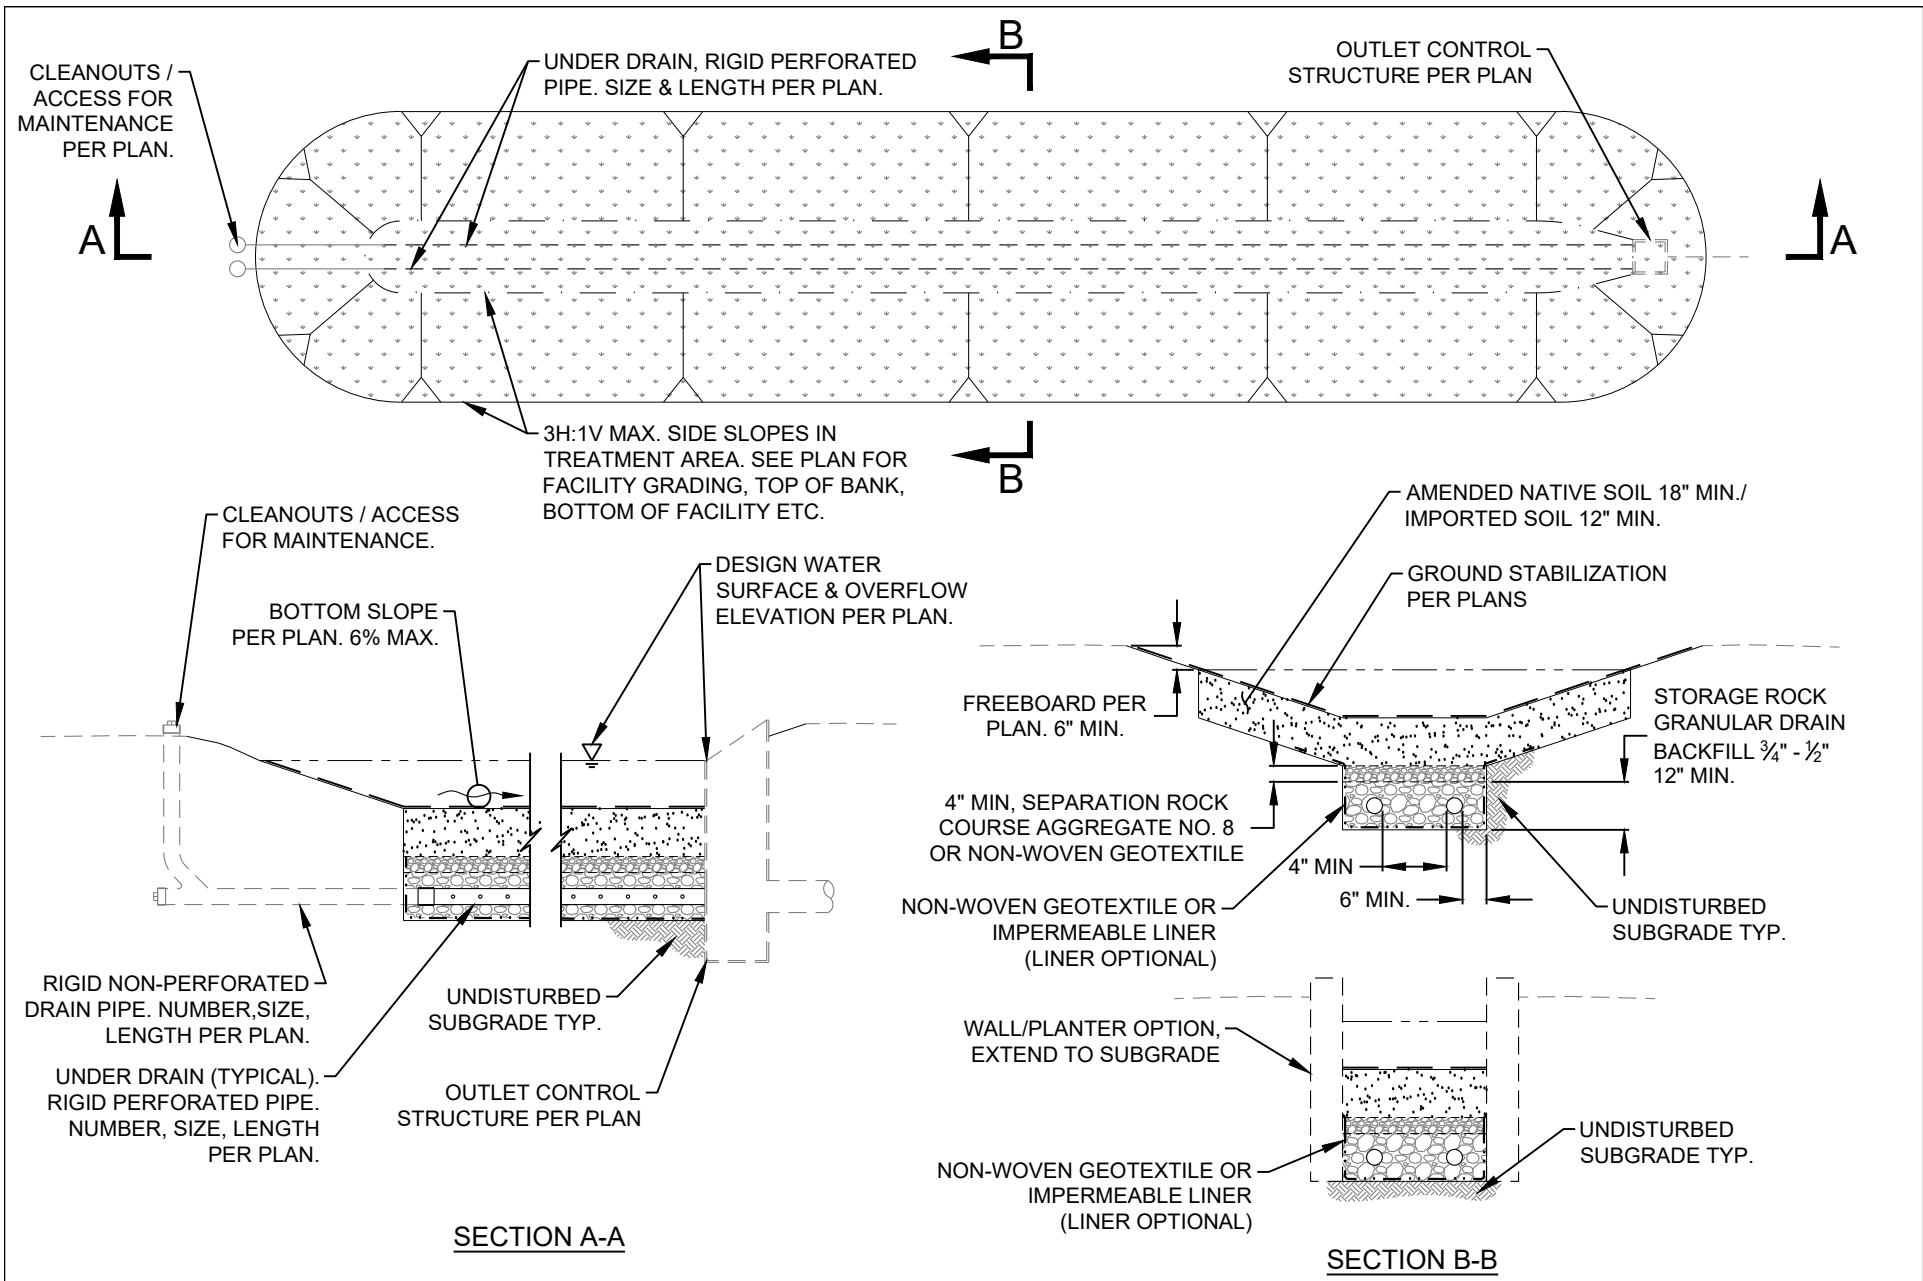 CLEANOUTS /
ACCESS FOR
MAINTENANCE
PER PLAN.
UNDER DRAIN, RIGID PERFORATED
PIPE. SIZE & LENGTH PER PLAN.
B
OUTLET CONTROL
STRUCTURE PER PLAN
A
A
3H:1V MAX. SIDE SLOPES IN
TREATMENT AREA. SEE PLAN FOR
FACILITY GRADING, TOP OF BANK,
BOTTOM OF FACILITY ETC.
B
CLEANOUTS / ACCESS
FOR MAINTENANCE.
BOTTOM SLOPE
PER PLAN. 6% MAX.
DESIGN WATER
SURFACE & OVERFLOW
ELEVATION PER PLAN.
RIGID NON-PERFORATED
DRAIN PIPE. NUMBER,SIZE,
LENGTH PER PLAN.
UNDER DRAIN (TYPICAL).
RIGID PERFORATED PIPE.
NUMBER, SIZE, LENGTH
PER PLAN.
UNDISTURBED
SUBGRADE TYP.
OUTLET CONTROL
STRUCTURE PER PLAN
SECTION A-A
AMENDED NATIVE SOIL 18" MIN./
IMPORTED SOIL 12" MIN.
GROUND STABILIZATION
PER PLANS
FREEBOARD PER
PLAN. 6" MIN.
STORAGE ROCK
GRANULAR DRAIN
BACKFILL ¾" - ½"
12" MIN.
4" MIN, SEPARATION ROCK
COURSE AGGREGATE NO. 8
OR NON-WOVEN GEOTEXTILE
4" MIN
6" MIN.
NON-WOVEN GEOTEXTILE OR
IMPERMEABLE LINER
(LINER OPTIONAL)
UNDISTURBED
SUBGRADE TYP.
WALL/PLANTER OPTION,
EXTEND TO SUBGRADE
NON-WOVEN GEOTEXTILE OR
IMPERMEABLE LINER
(LINER OPTIONAL)
UNDISTURBED
SUBGRADE TYP.
SECTION B-B